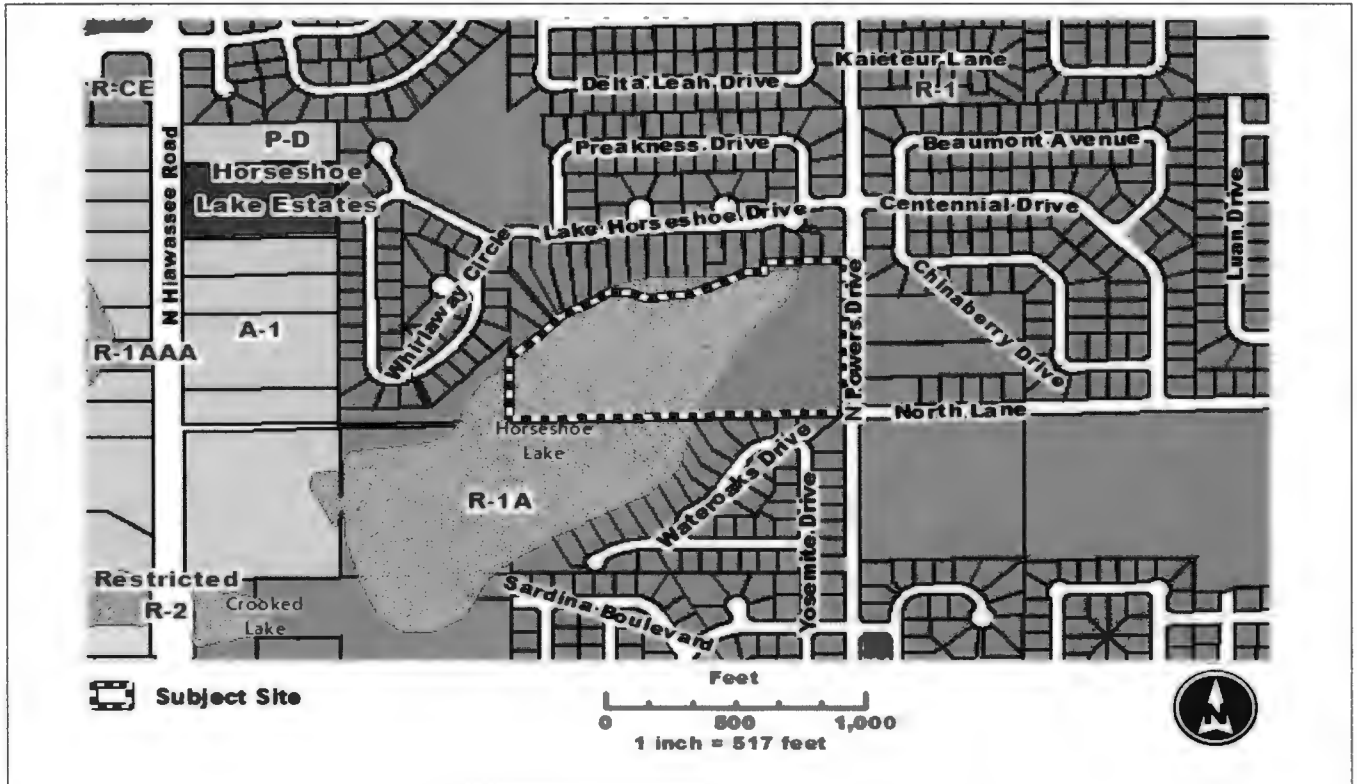 Kaieteur Lane
Delta Leah Drive
R-CE
R-1
N Hiawassee Road
P-D
Preakness Drive
Beaumont Avenue
Horseshoe
Lake Estates
Centennial Drive
Luan Drive
Lake Horseshoe Drive
Whirlaway Circle
N Powers Drive
Chinaberry Drive
A-1
R-1AAA
North Lane
Horseshoe
Lake
R-1A
Wateroaks Drive
Yosemite Drive
Restricted
R-2
Crooked
Lake
Sardina Boulevard
Subject Site
Feet
0 500 1,000
1 inch = 517 feet
N